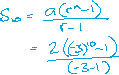 S₁₀ = a(rⁿ-1)/r-1
= 2((-3)¹⁰-1)/(-3-1)